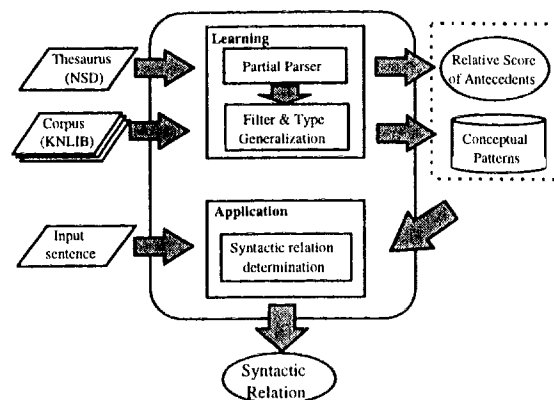 Learning
Thesaurus
(NSD)
Partial Parser
Relative Score
of Antecedents
Corpus
(KNLIB)
Filter & Type
Generalization
Conceptual
Patterns
Application
Input
sentence
Syntactic relation
determination
Syntactic
Relation